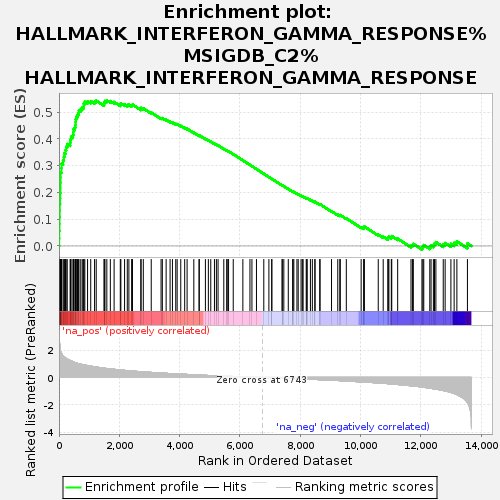 Enrichment plot:
HALLMARK_INTERFERON_GAMMA_RESPONSE%
MSIGDB_C2%
HALLMARK_INTERFERON_GAMMA_RESPONSE
Enrichment score (ES)
0.5
0.4
0.3
0.2
0.1
0.0
Ranked list metric (PreRanked)
'na_pos' (positively correlated)
2
0
-2
-4
Zero cross at 6743
'na_neg' (negatively correlated)
0 2,000 4,000 6,000 8,000 10,000 12,000 14,000
Rank in Ordered Dataset
Enrichment profile Hits Ranking metric scores